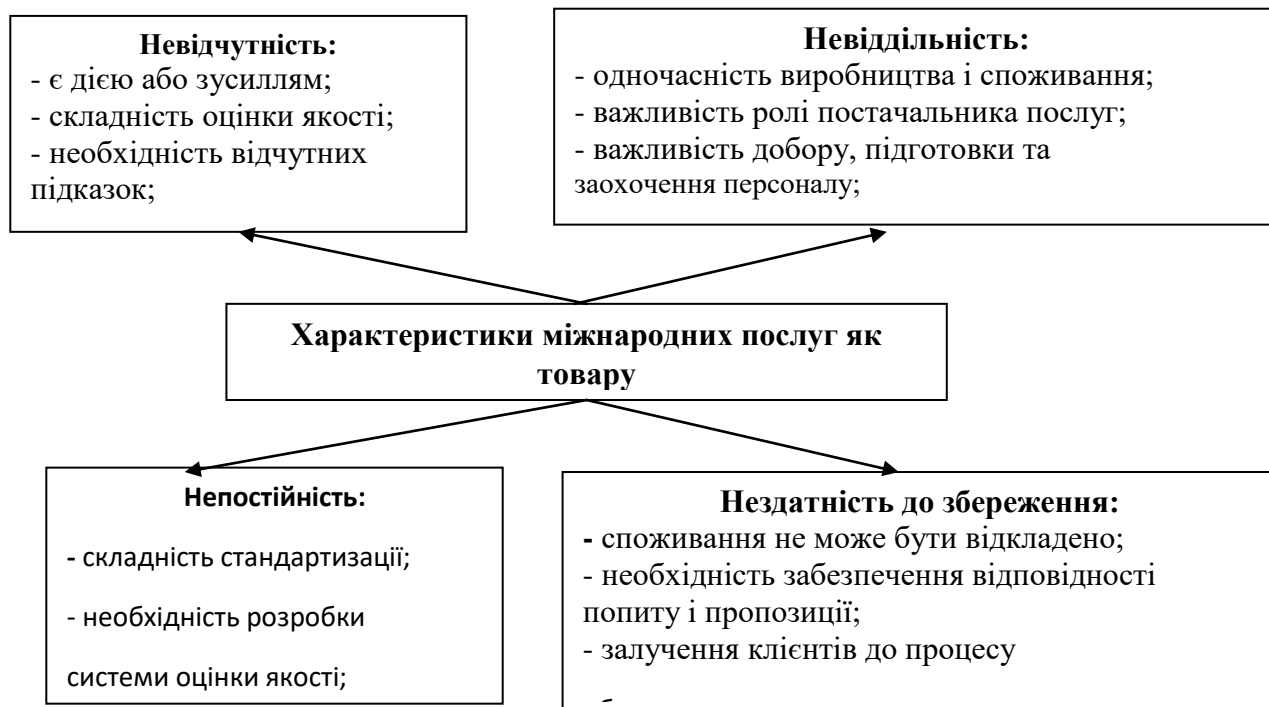 Невідчутність:
- є дією або зусиллям;
- складність оцінки якості;
- необхідність відчутних
підказок;
Невіддільність:
- одночасність виробництва і споживання;
- важливість ролі постачальника послуг;
- важливість добору, підготовки та
заохочення персоналу;
Характеристики міжнародних послуг як
товару
Непостійність:
- складність стандартизації;
- необхідність розробки
системи оцінки якості;
Нездатність до збереження:
- споживання не може бути відкладено;
- необхідність забезпечення відповідності
попиту і пропозиції;
- залучення клієнтів до процесу